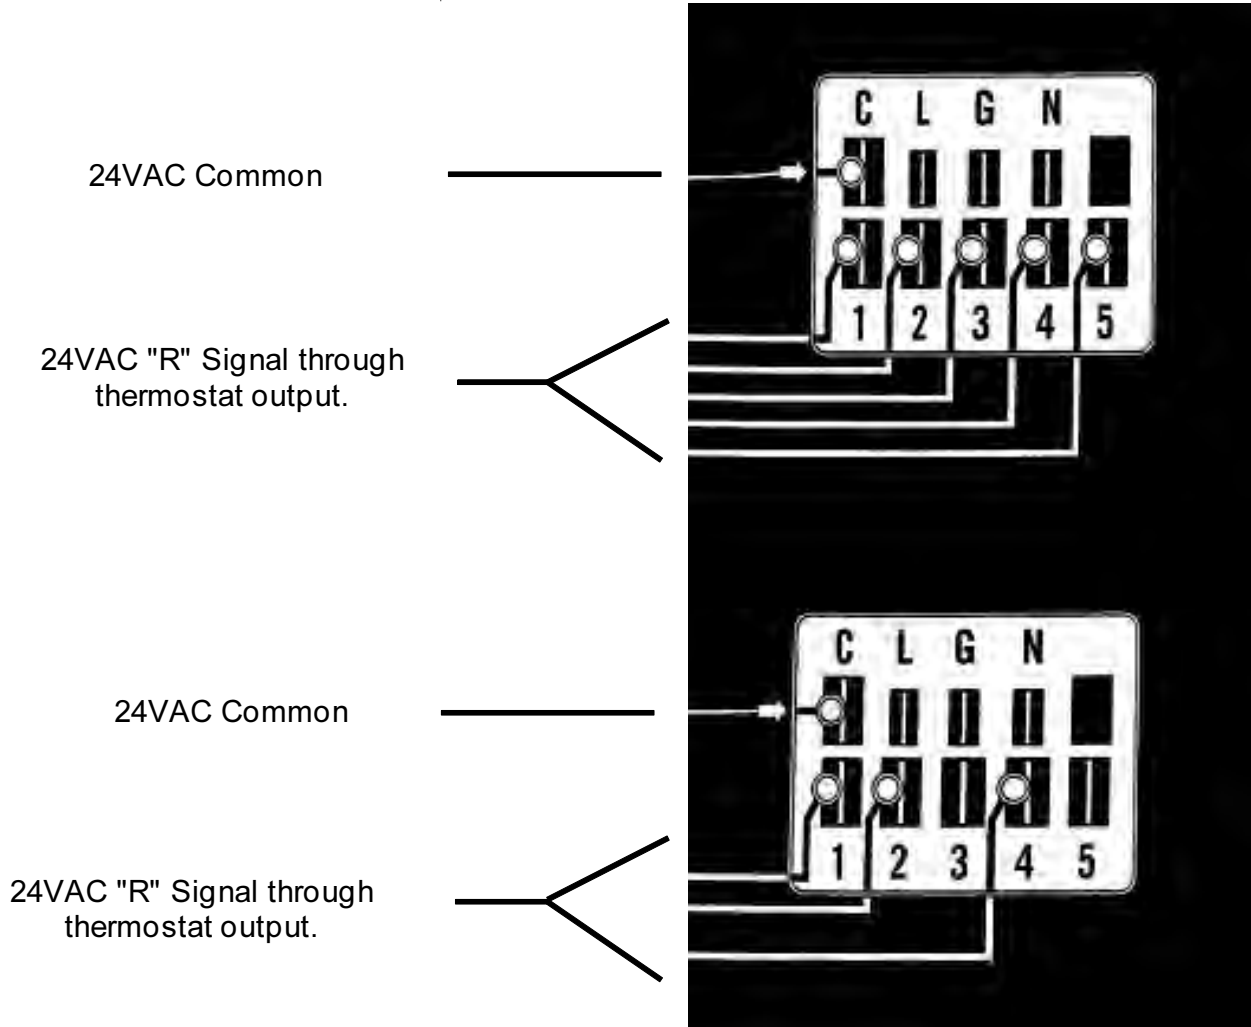 24VAC Common
C L G N
24VAC "R" Signal through
thermostat output.
1 2 3 4 5
24VAC Common
C L G N
24VAC "R" Signal through
thermostat output.
1 2 3 4 5